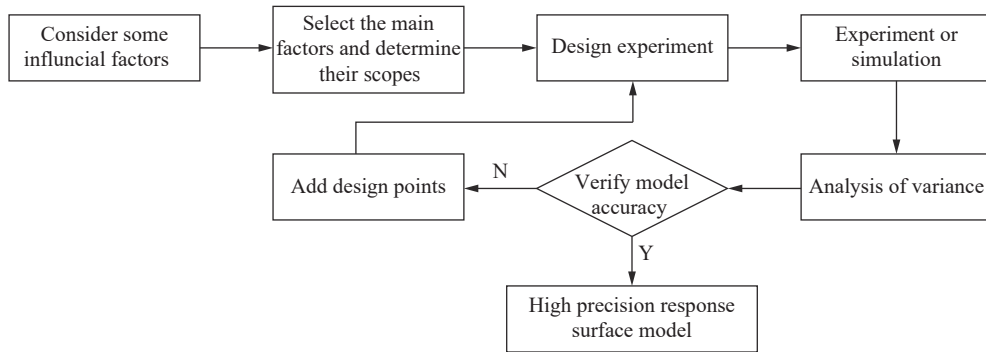 Consider some
influncial factors
Select the main
factors and determine
their scopes
Design experiment
Experiment or
simulation
Add design points
N
Verify model
accuracy
Analysis of variance
Y
High precision response
surface model